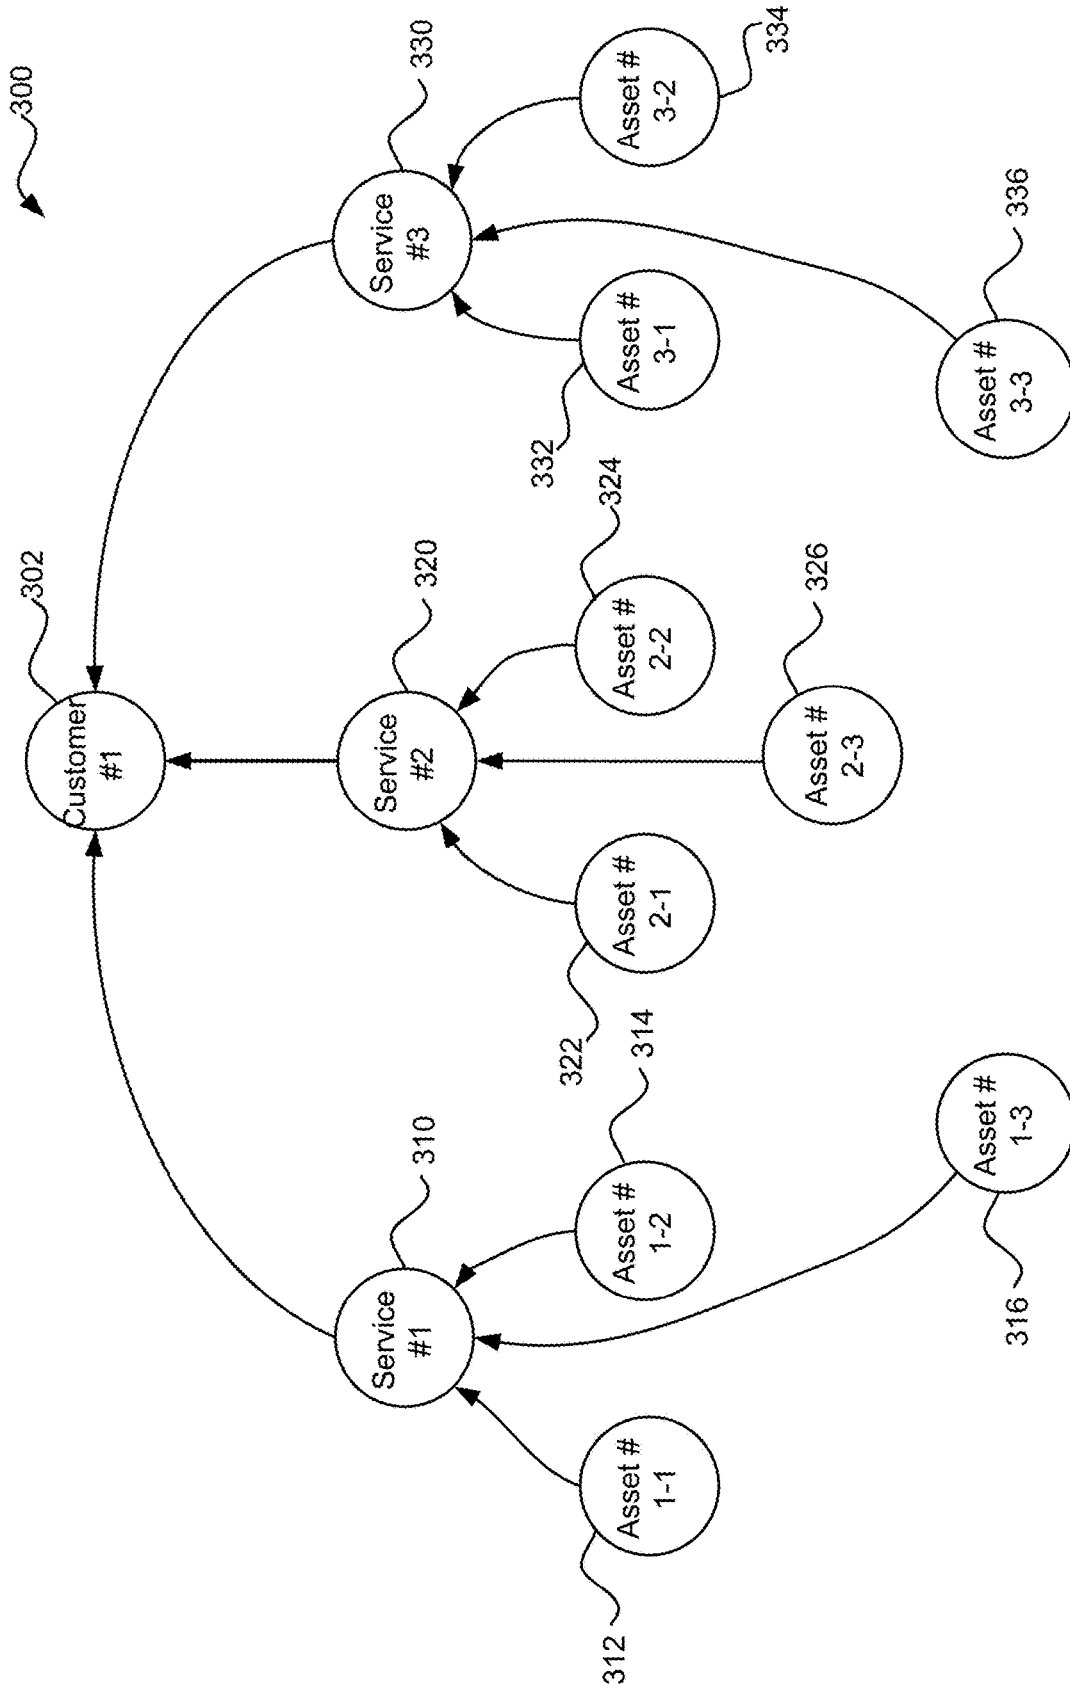 300
302
Customer
#1
310
Service
#1
320
Service
#2
330
Service
#3
312
Asset #
1-1
314
Asset #
1-2
316
Asset #
1-3
322
Asset #
2-1
324
Asset #
2-2
326
Asset #
2-3
332
Asset #
3-1
334
Asset #
3-2
336
Asset #
3-3